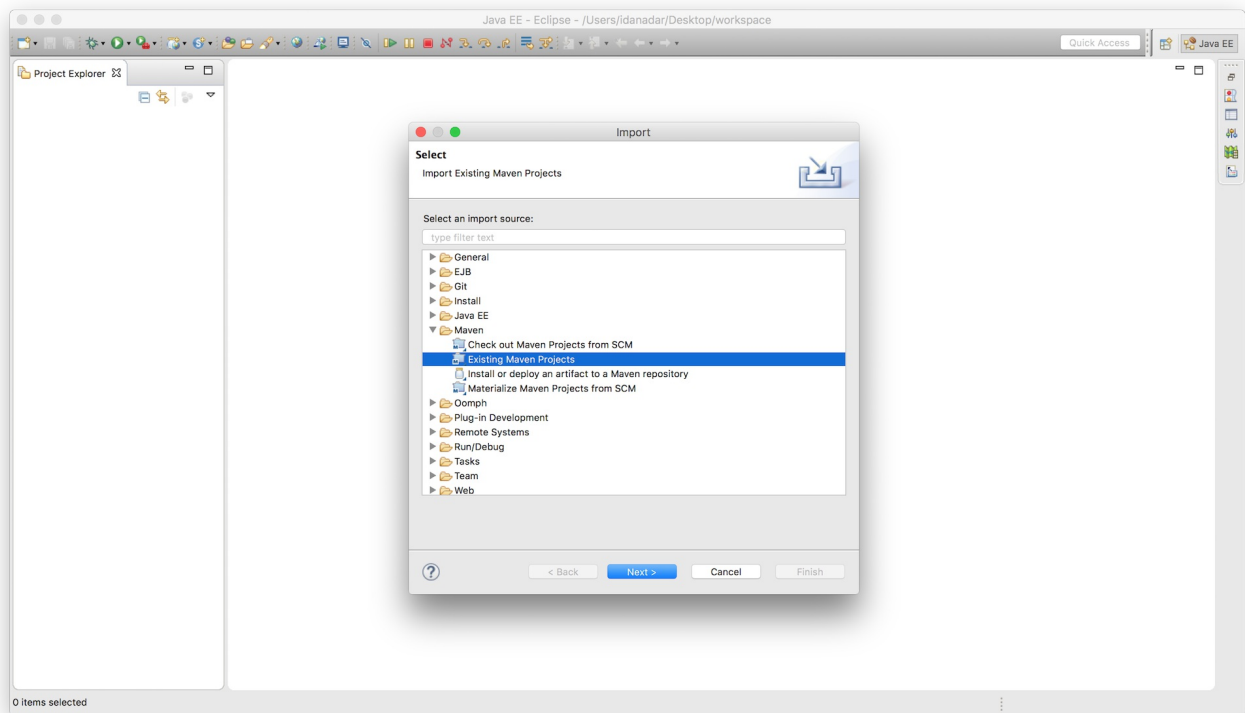 Java EE - Eclipse - /Users/idanadar/Desktop/workspace
Quick Access
Java EE
Project Explorer
Import
Select
Import Existing Maven Projects
Select an import source:
type filter text
General
EJB
Git
Install
Java EE
Maven
Check out Maven Projects from SCM
Existing Maven Projects
Install or deploy an artifact to a Maven repository
Materialize Maven Projects from SCM
Oomph
Plug-in Development
Remote Systems
Run/Debug
Tasks
Team
Web
?
< Back
Next >
Cancel
Finish
0 items selected